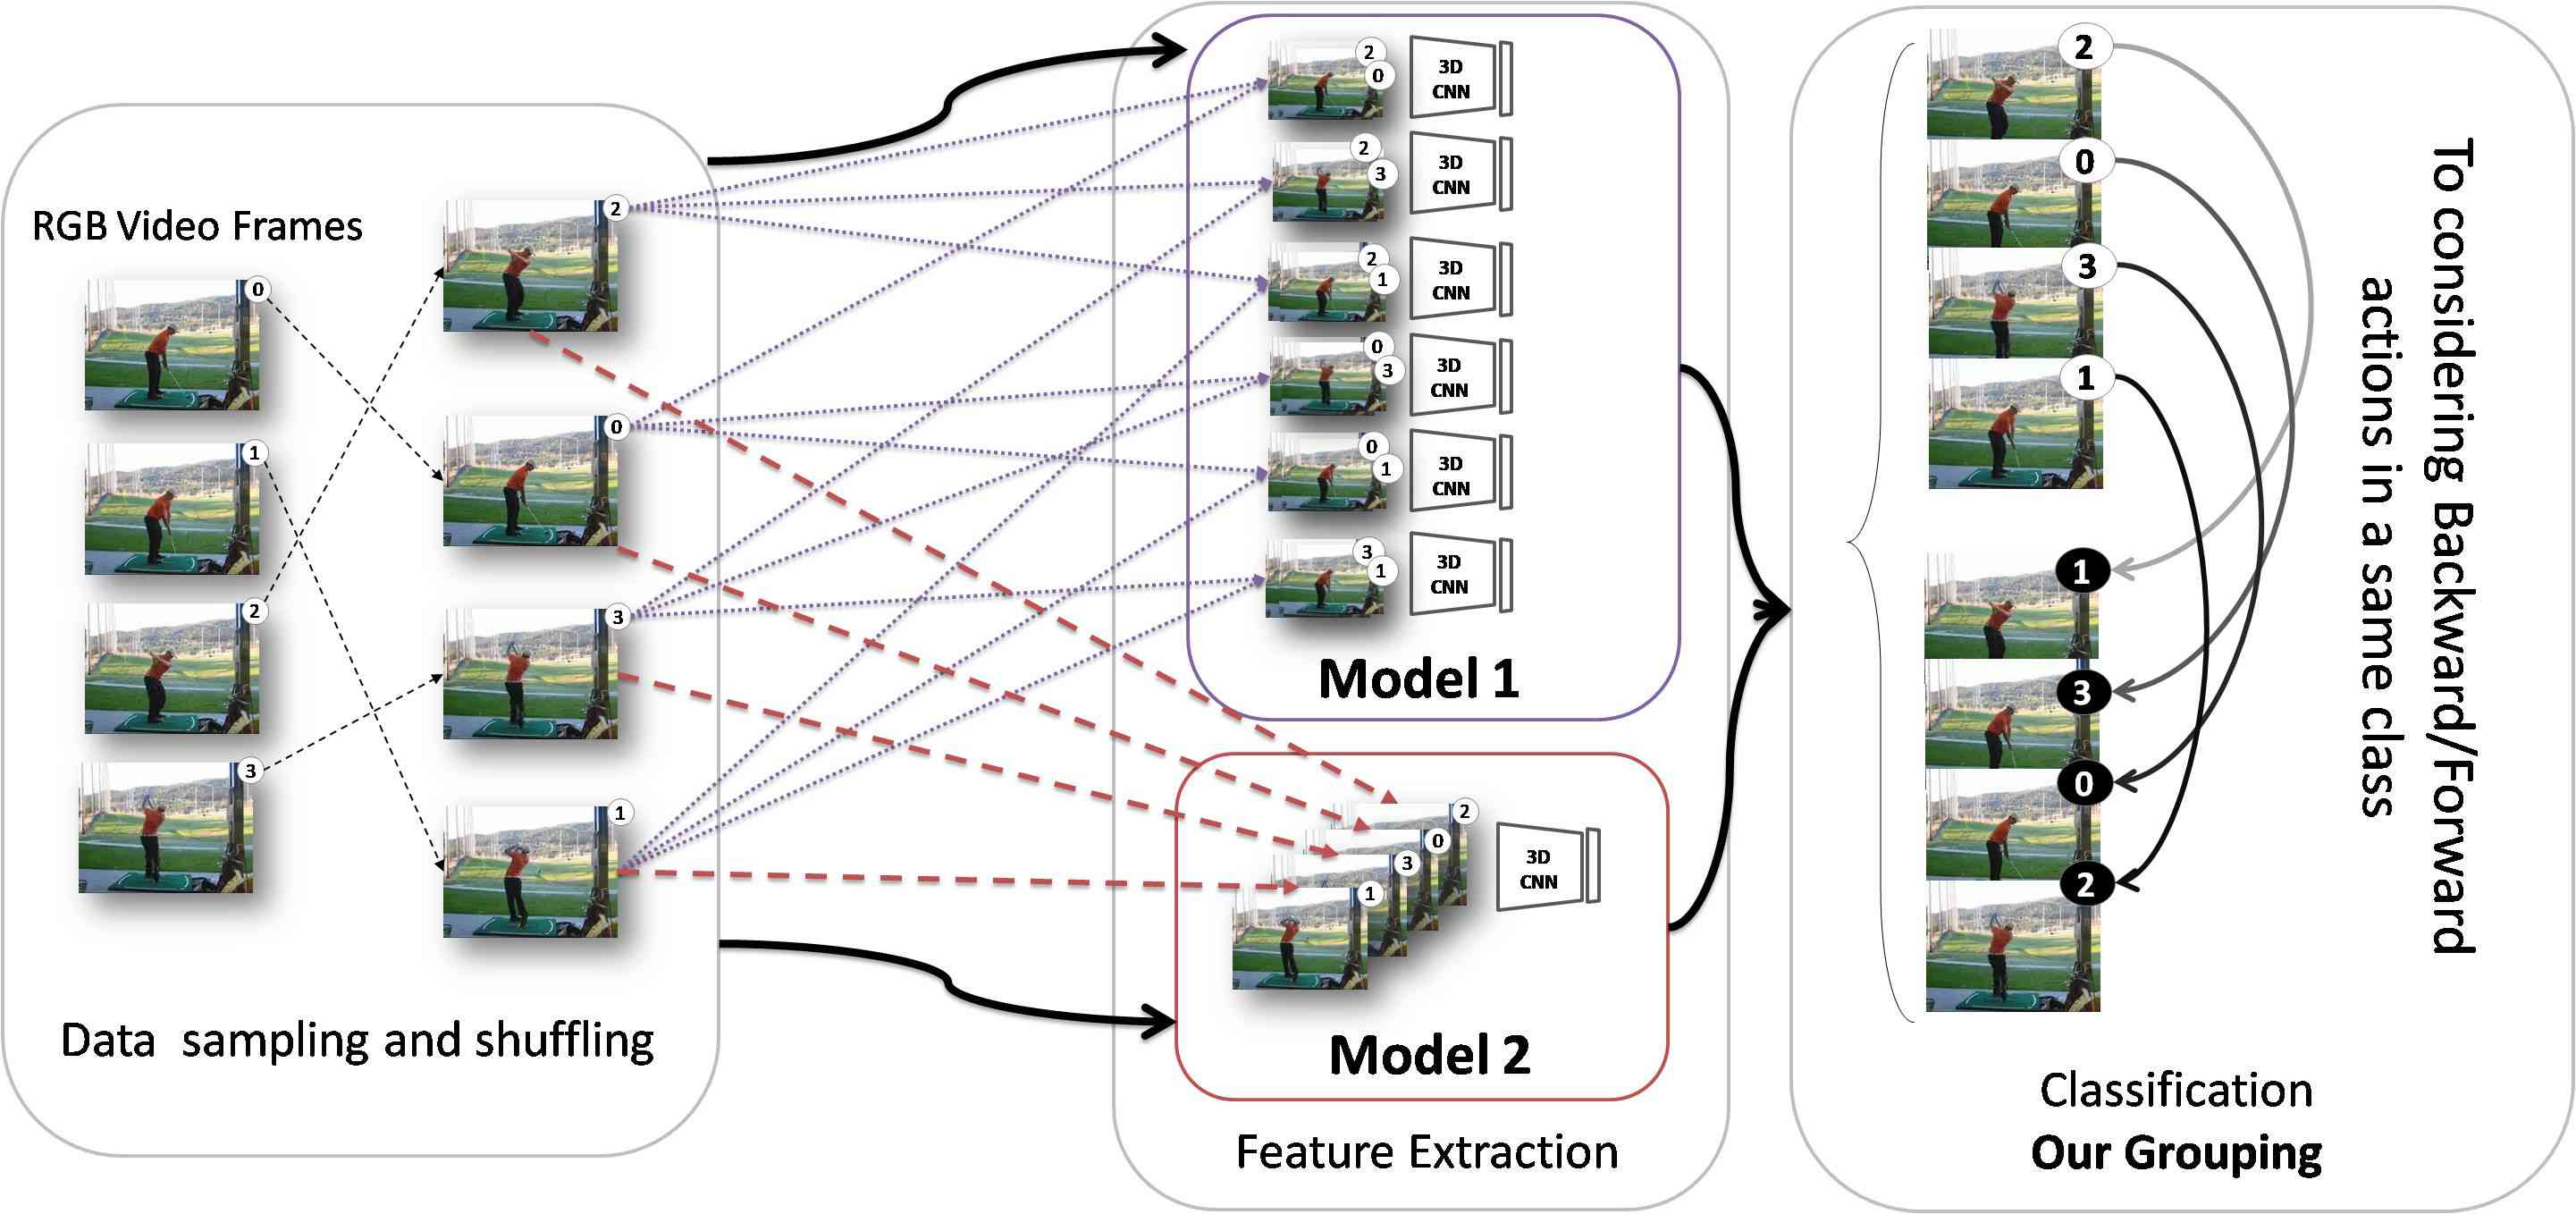 RGB Video Frames
0
1
2
3
2
0
3
1
Data sampling and shuffling
2
0
3D
CNN
2
3
3D
CNN
2
1
3D
CNN
0
3
3D
CNN
0
1
3D
CNN
3
1
3D
CNN
Model 1
2
0
3
1
3D
CNN
Model 2
Feature Extraction
2
0
3
1
1
3
0
2
To considering Backward/Forward
actions in a same class
Classification
Our Grouping